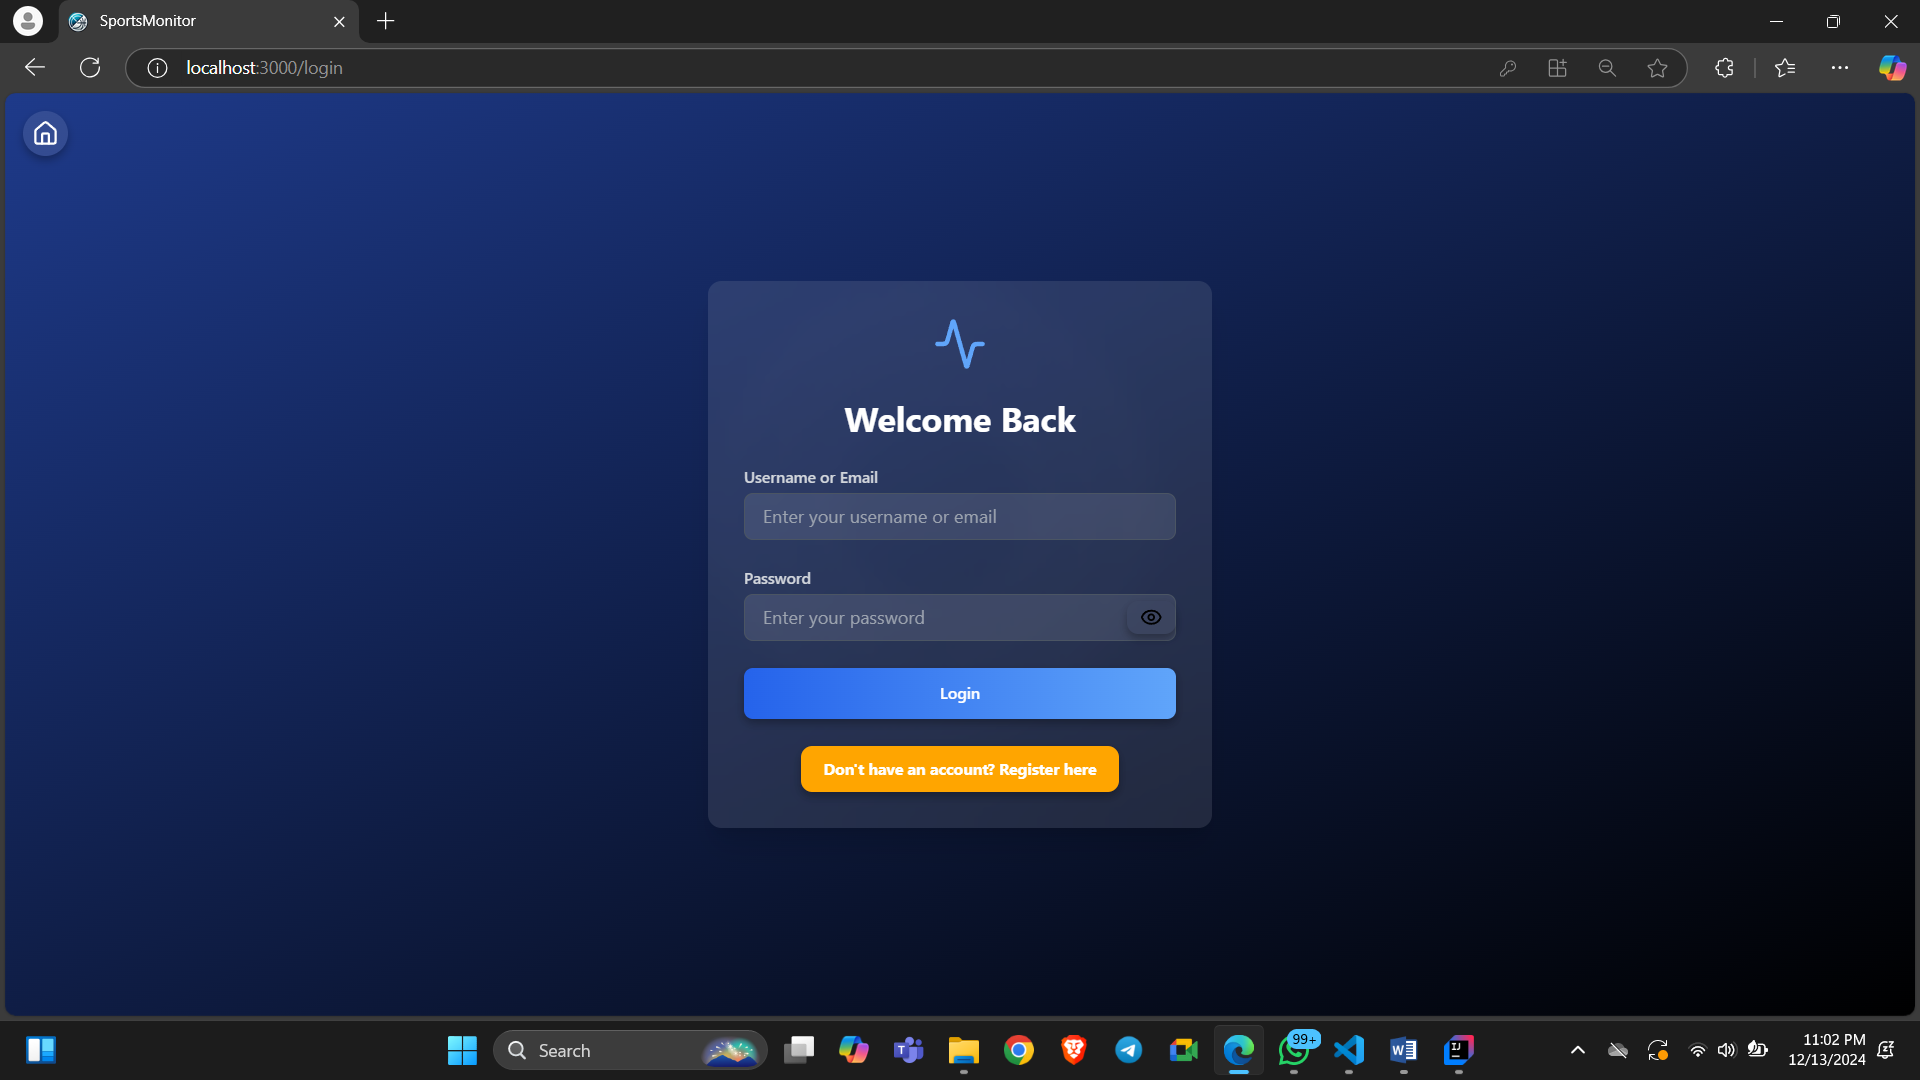 SportsMonitor
localhost:3000/login
Welcome Back
Username or Email
Enter your username or email
Password
Enter your password
Login
Don't have an account? Register here
Search
T
99+
W
IJ
11:02 PM
12/13/2024